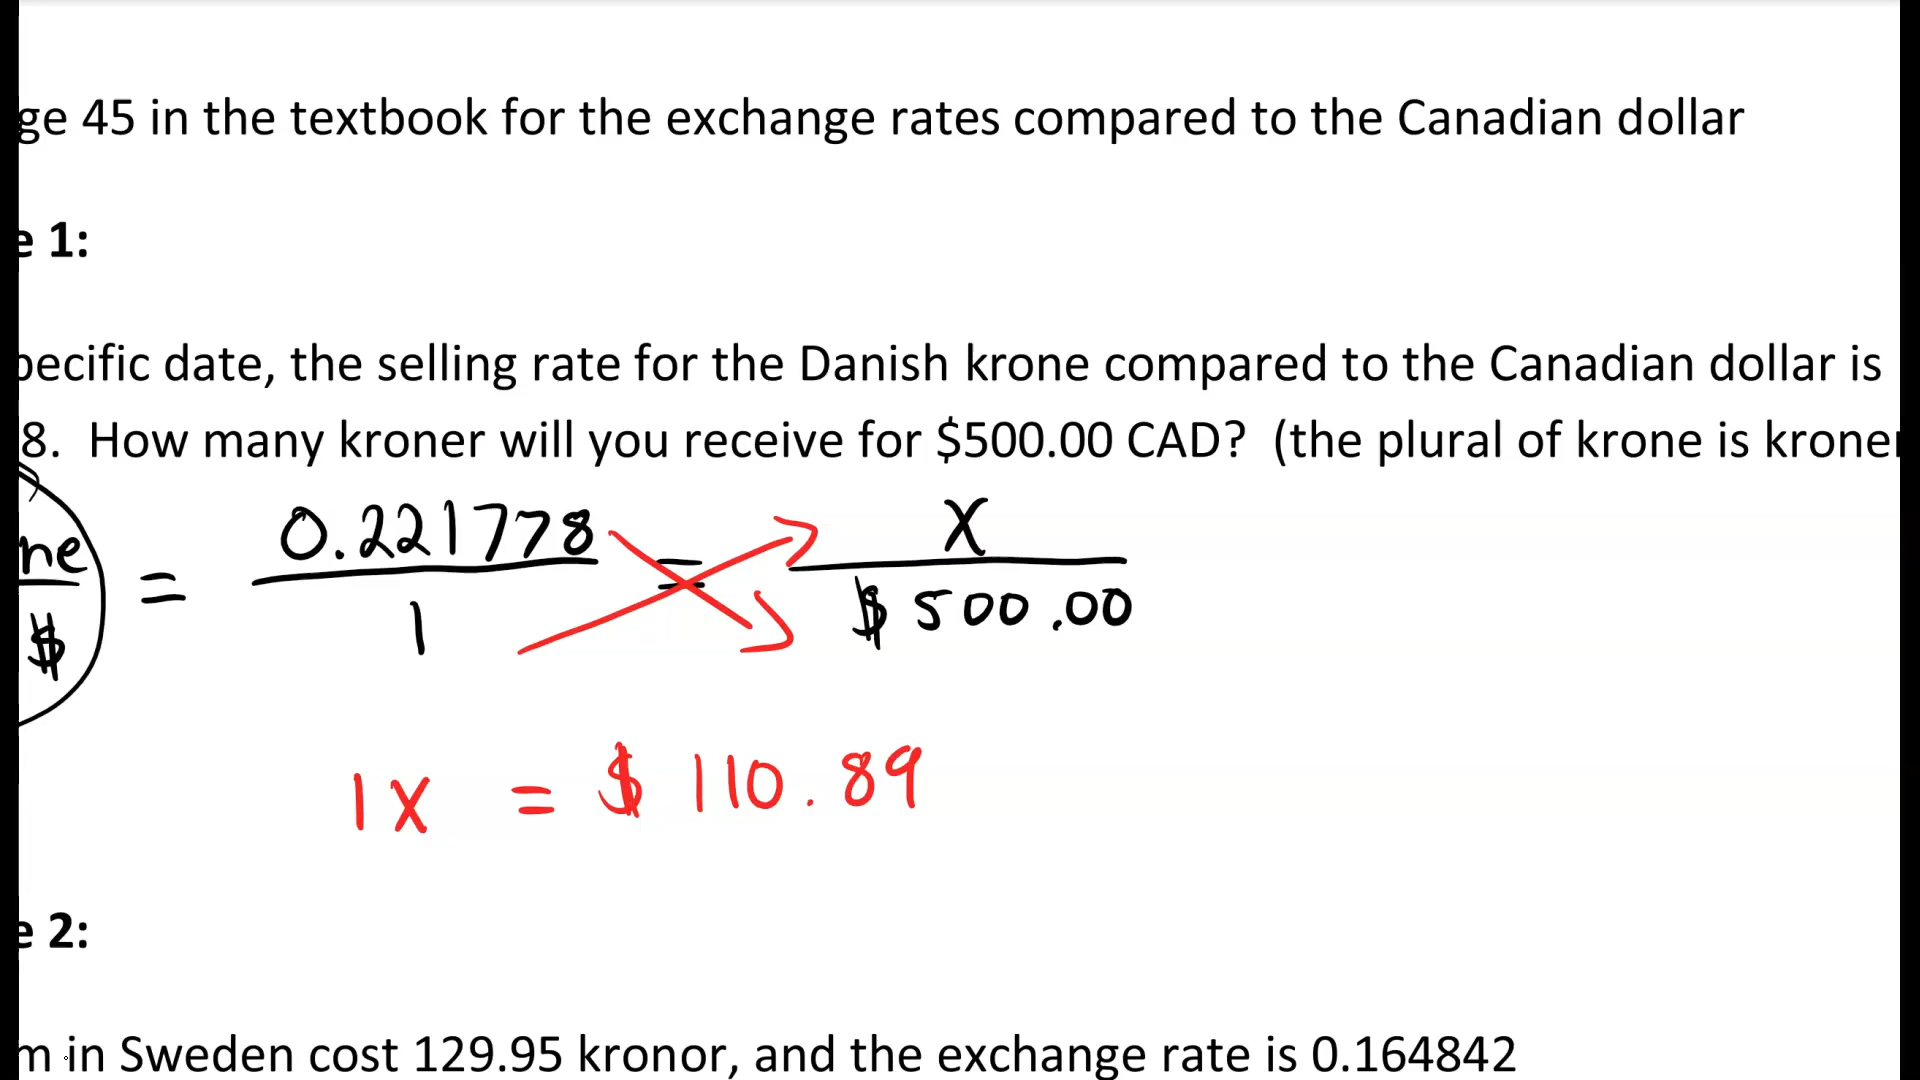 ge 45 in the textbook for the exchange rates compared to the Canadian dollar
e 1:
pecific date, the selling rate for the Danish krone compared to the Canadian dollar is
8. How many kroner will you receive for $500.00 CAD? (the plural of krone is kroner
ne / $ = 0.221778 / 1 = X / $ 500.00
1X = $ 110.89
e 2:
m in Sweden cost 129.95 kronor, and the exchange rate is 0.164842